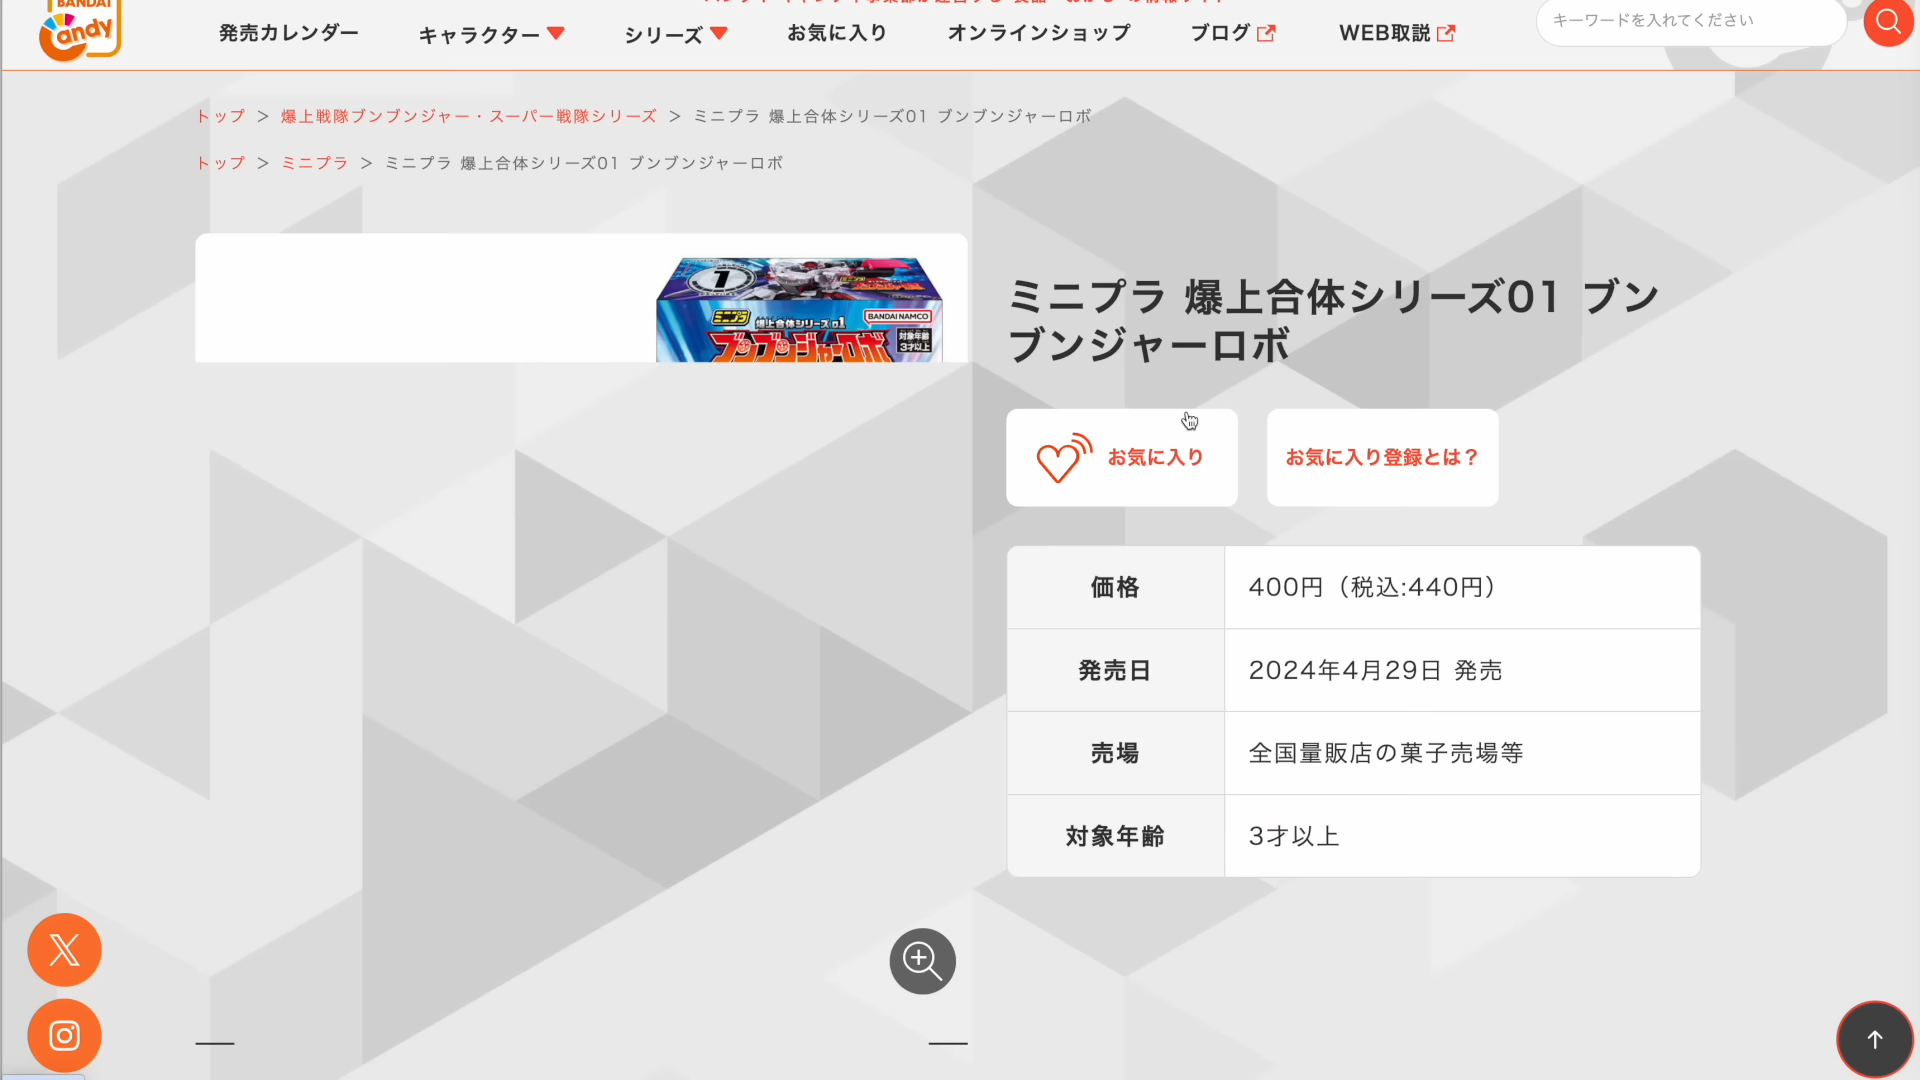 BANDAI
Candy
発売カレンダー
キャラクター
シリーズ
お気に入り
オンラインショップ
ブログ
WEB取説
キーワードを入れてください
トップ > 爆上戦隊ブンブンジャー・スーパー戦隊シリーズ > ミニプラ 爆上合体シリーズ01 ブンブンジャーロボ
トップ > ミニプラ > ミニプラ 爆上合体シリーズ01 ブンブンジャーロボ
1
ミニプラ
爆上合体シリーズ01
BANDAI NAMCO
対象年齢
3才以上
ブンブンジャーロボ
ミニプラ 爆上合体シリーズ01 ブン
ブンジャーロボ
お気に入り
お気に入り登録とは？
価格
400円（税込:440円）
発売日
2024年4月29日 発売
売場
全国量販店の菓子売場等
対象年齢
3才以上